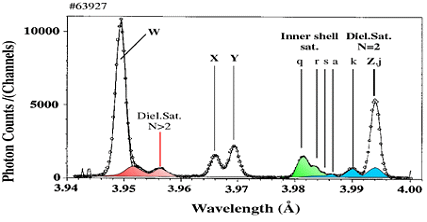 #63927
10000
5000
0
Photon Counts /(Channels)
W
Diel.Sat.
N>2
X Y
Inner shell
sat.
q r s a
Diel.Sat.
N=2
k Z,j
3.94 3.95 3.96 3.97 3.98 3.99 4.00
Wavelength (Å)